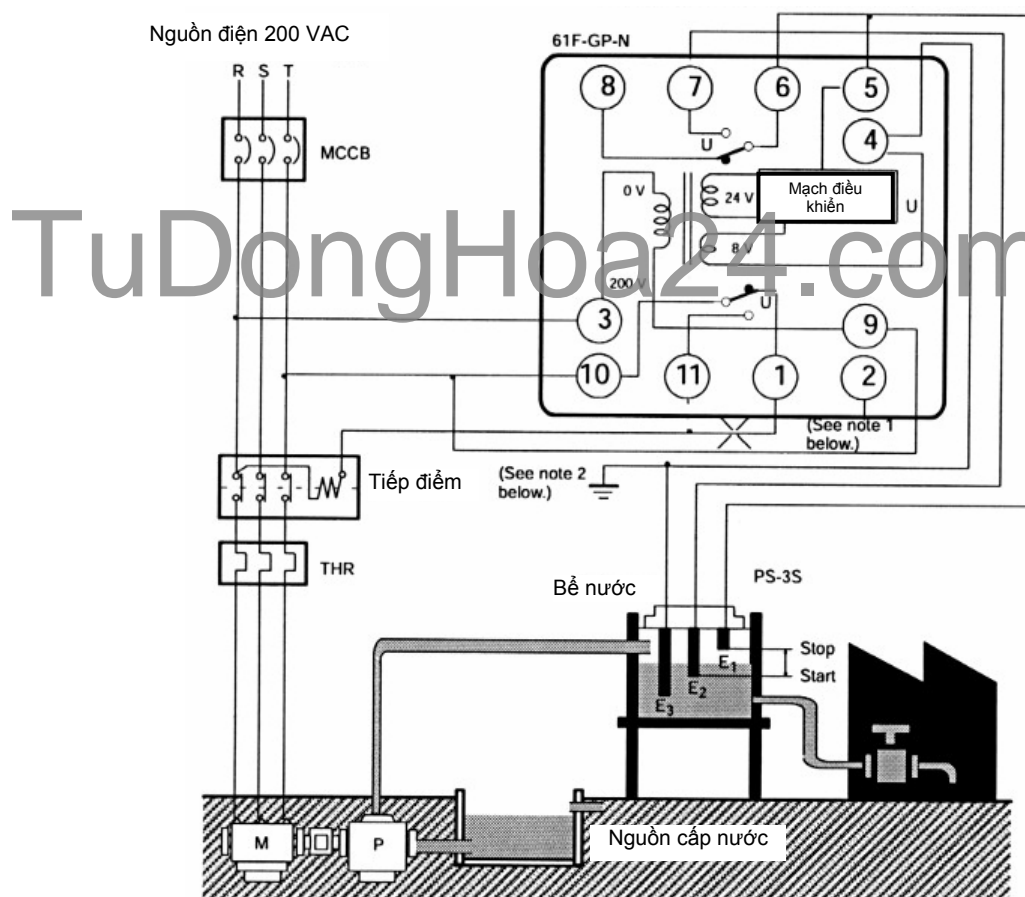 Nguồn điện 200 VAC
R S T
MCCB
61F-GP-N
8 7 6 5
4
U
0 V
24 V
Mạch điều
khiển
U
8 V
200 V
U
3
9
10 11 1 2
TuDongHoa24.com
(See note 1
below.)
Tiếp điểm
(See note 2
below.)
THR
Bể nước
PS-3S
E1
E2
E3
Stop
Start
M
P
Nguồn cấp nước